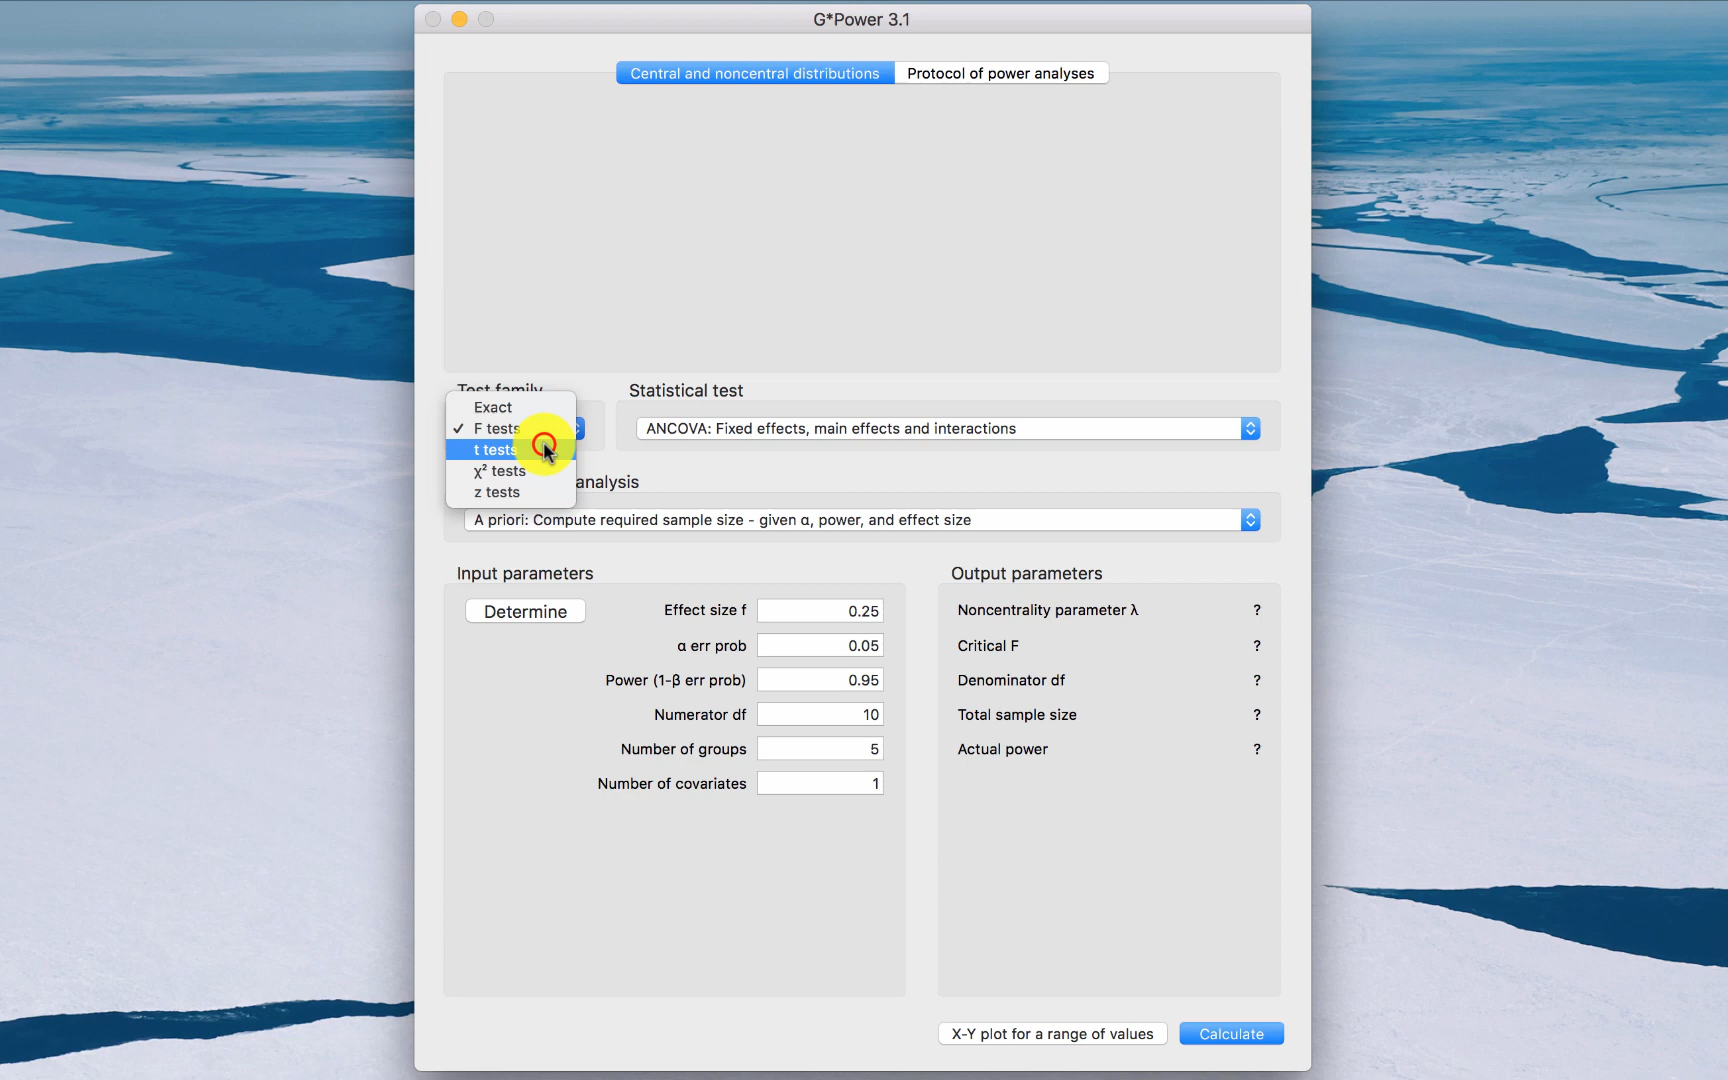 G*Power 3.1
Central and noncentral distributions
Protocol of power analyses
Test family
Statistical test
Exact
✓ F tests
t tests
χ² tests
z tests
ANCOVA: Fixed effects, main effects and interactions
analysis
A priori: Compute required sample size - given α, power, and effect size
Input parameters
Determine
Effect size f 0.25
α err prob 0.05
Power (1-β err prob) 0.95
Numerator df 10
Number of groups 5
Number of covariates 1
Output parameters
Noncentrality parameter λ ?
Critical F ?
Denominator df ?
Total sample size ?
Actual power ?
X-Y plot for a range of values
Calculate